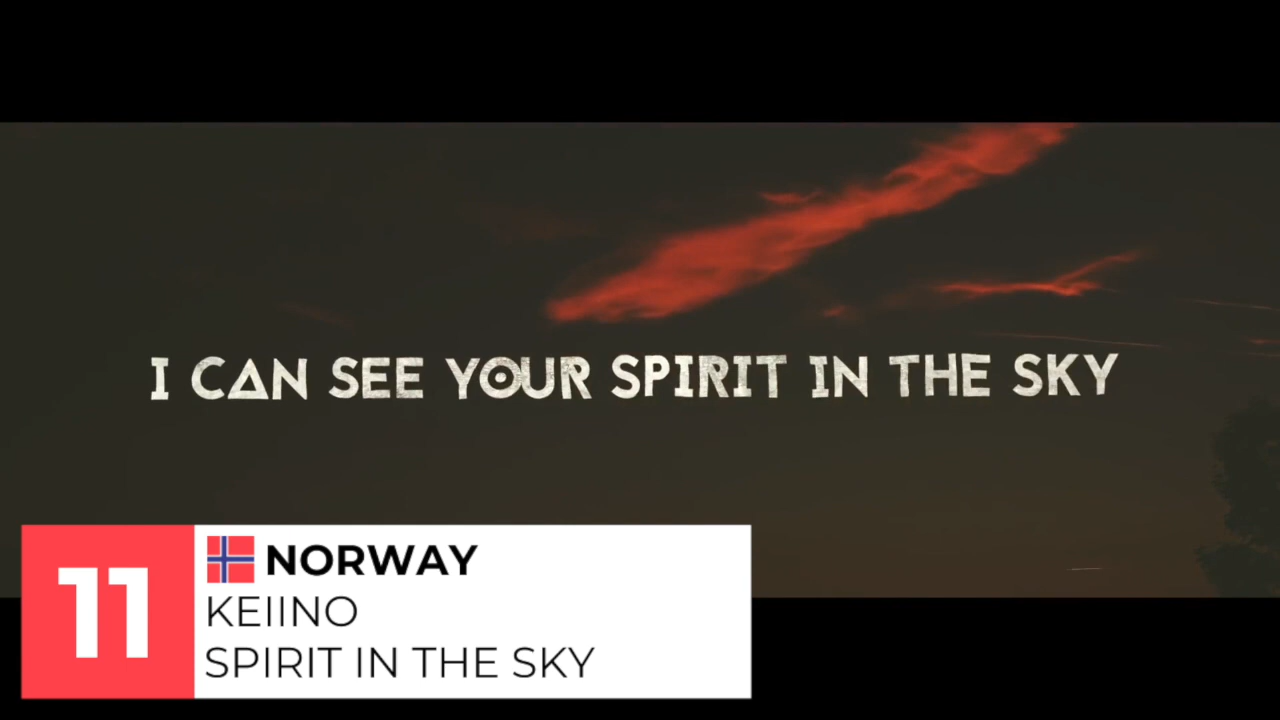 I CAN SEE YOUR SPIRIT IN THE SKY
11
NORWAY
KEIINO
SPIRIT IN THE SKY